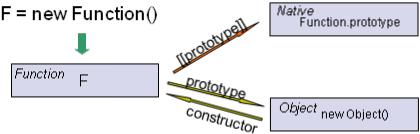 F = new Function()
Function
F
[[prototype]]
Native
Function.prototype
prototype
constructor
Object new Object()